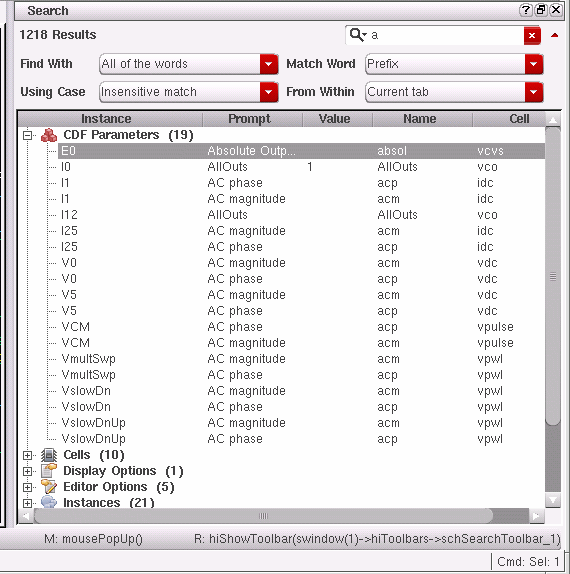 Search
1218 Results a
Find With All of the words Match Word Prefix
Using Case Insensitive match From Within Current tab
Instance Prompt Value Name Cell
CDF Parameters (19)
E0 Absolute Outp... absol vcvs
I0 AllOuts 1 AllOuts vco
I1 AC phase acp idc
I1 AC magnitude acm idc
I12 AllOuts AllOuts vco
I25 AC magnitude acm idc
I25 AC phase acp idc
V0 AC magnitude acm vdc
V0 AC phase acp vdc
V5 AC magnitude acm vdc
V5 AC phase acp vdc
VCM AC phase acp vpulse
VCM AC magnitude acm vpulse
VmultSwp AC magnitude acm vpwl
VmultSwp AC phase acp vpwl
VslowDn AC magnitude acm vpwl
VslowDn AC phase acp vpwl
VslowDnUp AC magnitude acm vpwl
VslowDnUp AC phase acp vpwl
Cells (10)
Display Options (1)
Editor Options (5)
Instances (21)
M: mousePopUp() R: hiShowToolbar(swindow(1)->hiToolbars->schSearchToolbar_1)
Cmd: Sel: 1